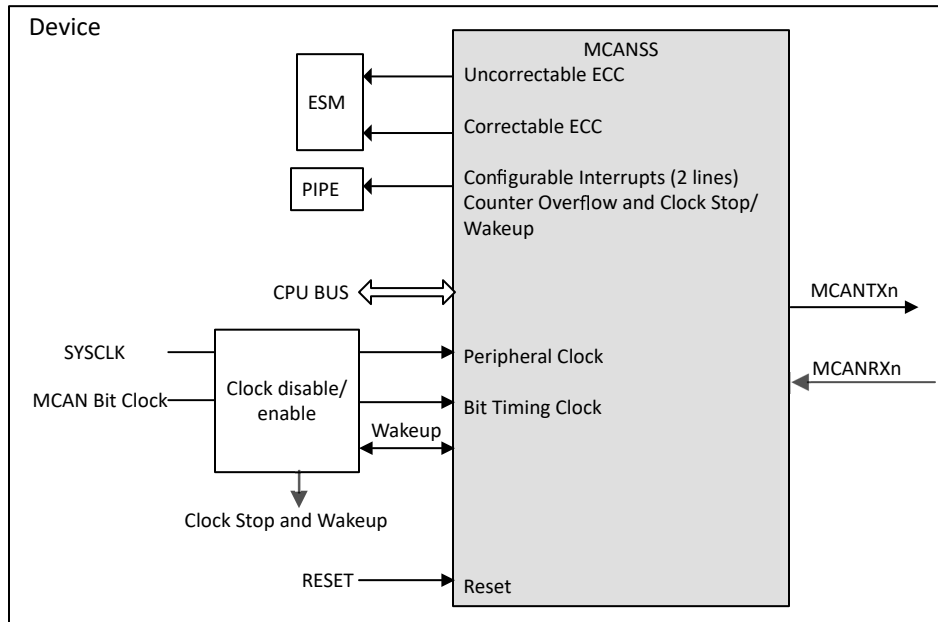 Device
MCANSS
Uncorrectable ECC
ESM
Correctable ECC
Configurable Interrupts (2 lines)
PIPE
Counter Overflow and Clock Stop/
Wakeup
CPU BUS
MCANTXn
SYSCLK
Peripheral Clock
MCANRXn
Clock disable/
enable
MCAN Bit Clock
Bit Timing Clock
Wakeup
Clock Stop and Wakeup
RESET
Reset